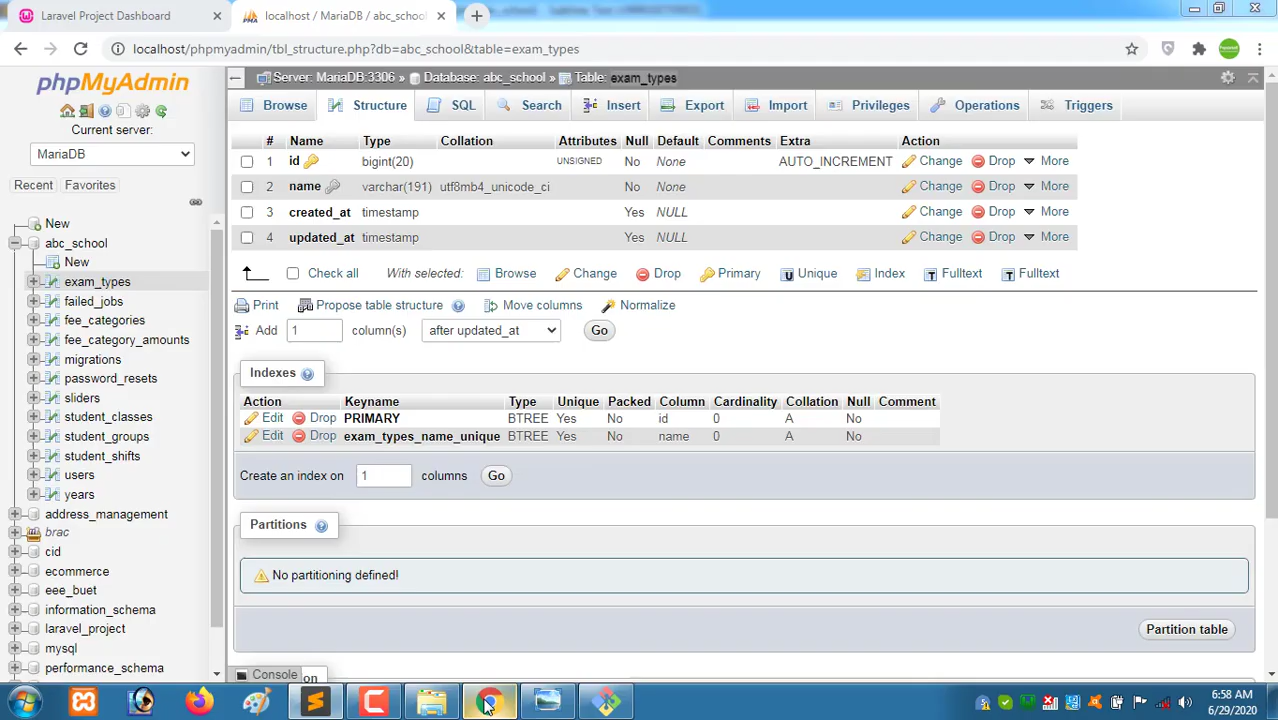 Laravel Project Dashboard
localhost / MariaDB / abc_school
localhost/phpmyadmin/tbl_structure.php?db=abc_school&table=exam_types
phpMyAdmin
Current server:
MariaDB
Recent Favorites
New
abc_school
New
exam_types
failed_jobs
fee_categories
fee_category_amounts
migrations
password_resets
sliders
student_classes
student_groups
student_shifts
users
years
address_management
brac
cid
ecommerce
eee_buet
information_schema
laravel_project
mysql
performance_schema
Server: MariaDB:3306 » Database: abc_school » Table: exam_types
Browse Structure SQL Search Insert Export Import Privileges Operations Triggers
# Name Type Collation Attributes Null Default Comments Extra Action
1 id bigint(20) UNSIGNED No None AUTO_INCREMENT Change Drop More
2 name varchar(191) utf8mb4_unicode_ci No None Change Drop More
3 created_at timestamp Yes NULL Change Drop More
4 updated_at timestamp Yes NULL Change Drop More
Check all With selected: Browse Change Drop Primary Unique Index Fulltext Fulltext
Print Propose table structure Move columns Normalize
Add 1 column(s) after updated_at Go
Indexes
Action Keyname Type Unique Packed Column Cardinality Collation Null Comment
Edit Drop PRIMARY BTREE Yes No id 0 A No
Edit Drop exam_types_name_unique BTREE Yes No name 0 A No
Create an index on 1 columns Go
Partitions
No partitioning defined!
Partition table
Console on
6:58 AM
6/29/2020